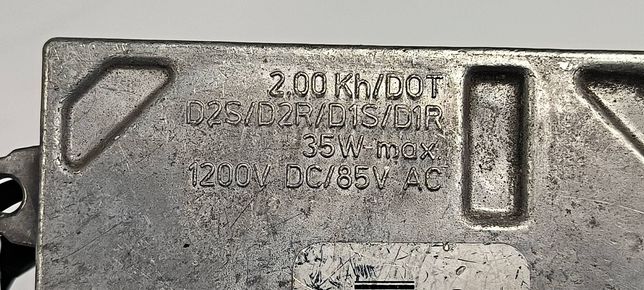 2.00 Kh/DOT
D2S/D2R/D1S/D1R
35W-max
1200V DC/85V AC